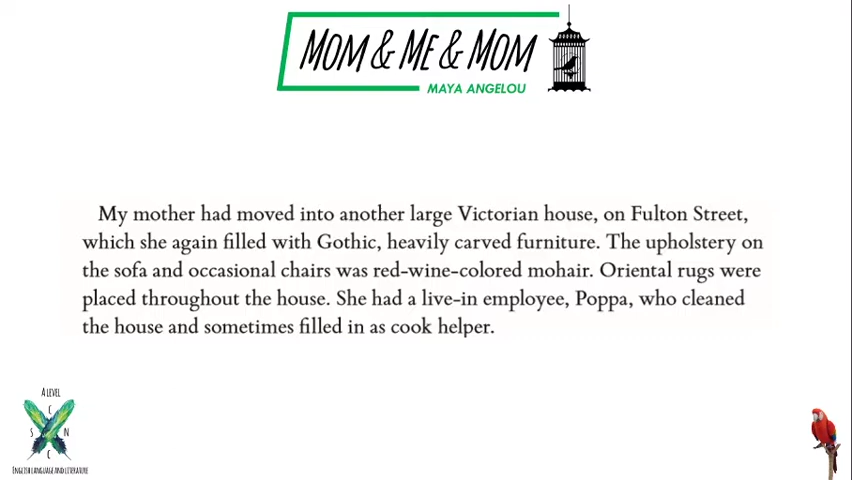 MOM & ME & MOM
MAYA ANGELOU
My mother had moved into another large Victorian house, on Fulton Street,
which she again filled with Gothic, heavily carved furniture. The upholstery on
the sofa and occasional chairs was red-wine-colored mohair. Oriental rugs were
placed throughout the house. She had a live-in employee, Poppa, who cleaned
the house and sometimes filled in as cook helper.
A LEVEL
C
S N
C
ENGLISH LANGUAGE AND LITERATURE